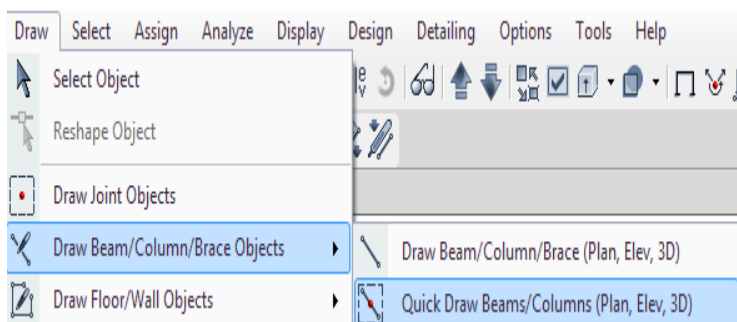 Draw Select Assign Analyze Display Design Detailing Options Tools Help
Select Object
Reshape Object
Draw Joint Objects
Draw Beam/Column/Brace Objects
Draw Beam/Column/Brace (Plan, Elev, 3D)
Draw Floor/Wall Objects
Quick Draw Beams/Columns (Plan, Elev, 3D)